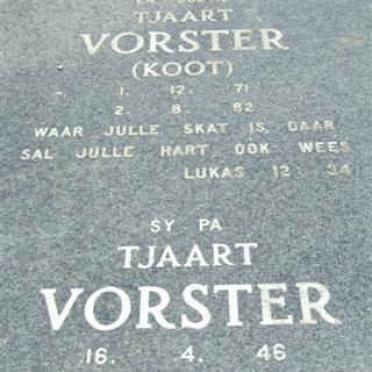 TJAART
VORSTER
(KOOT)
1. 12. 71
2. 8. 82
WAAR JULLE SKAT IS, DAAR
SAL JULLE HART OOK WEES
LUKAS 12 : 34
SY PA
TJAART
VORSTER
16. 4. 46